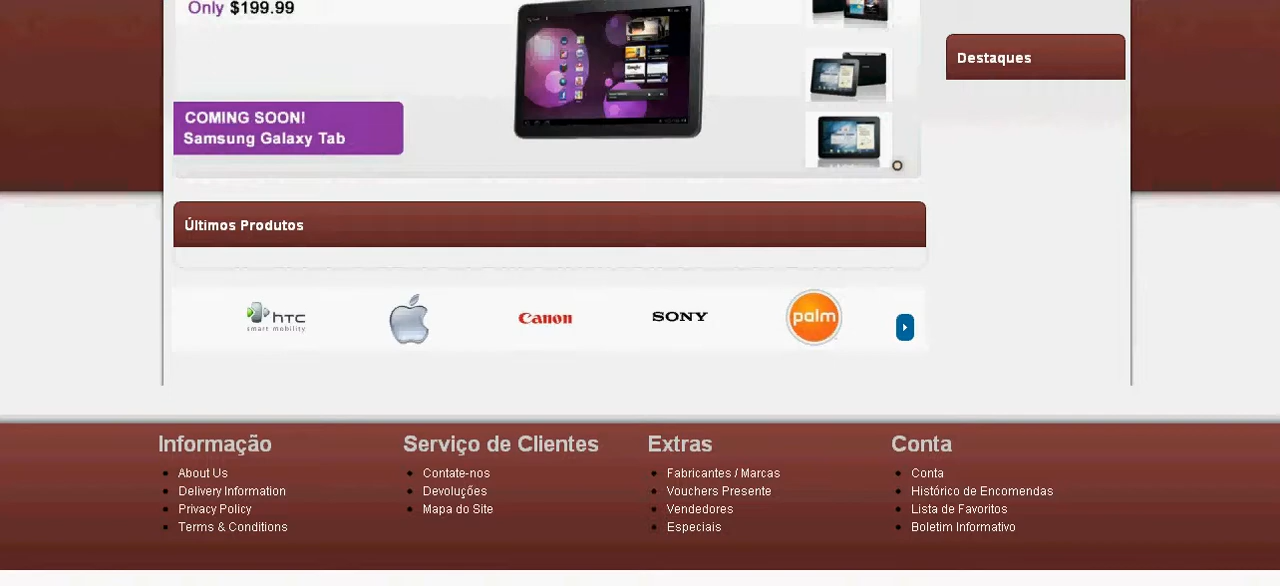 Only $199.99
COMING SOON!
Samsung Galaxy Tab
Destaques
Últimos Produtos
hTC
smart mobility
Canon
SONY
palm
Informação
About Us
Delivery Information
Privacy Policy
Terms & Conditions
Serviço de Clientes
Contate-nos
Devoluções
Mapa do Site
Extras
Fabricantes / Marcas
Vouchers Presente
Vendedores
Especiais
Conta
Conta
Histórico de Encomendas
Lista de Favoritos
Boletim Informativo